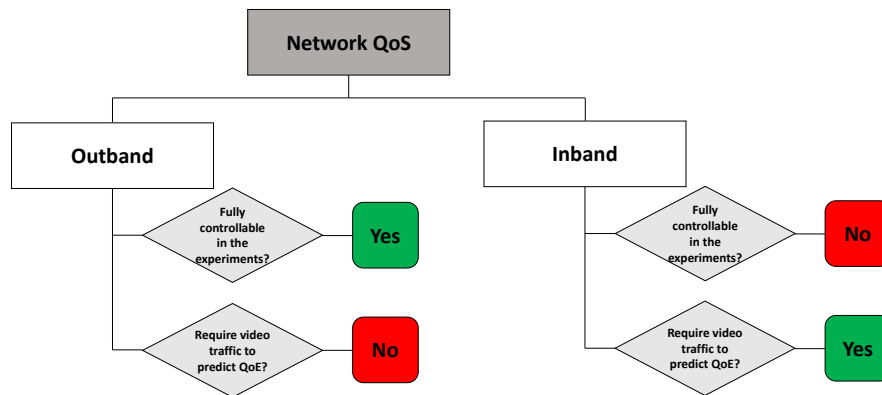 Network QoS
Outband
Inband
Fully
controllable
in the
experiments?
Yes
Fully
controllable
in the
experiments?
No
Require video
traffic to
predict QoE?
No
Require video
traffic to
predict QoE?
Yes